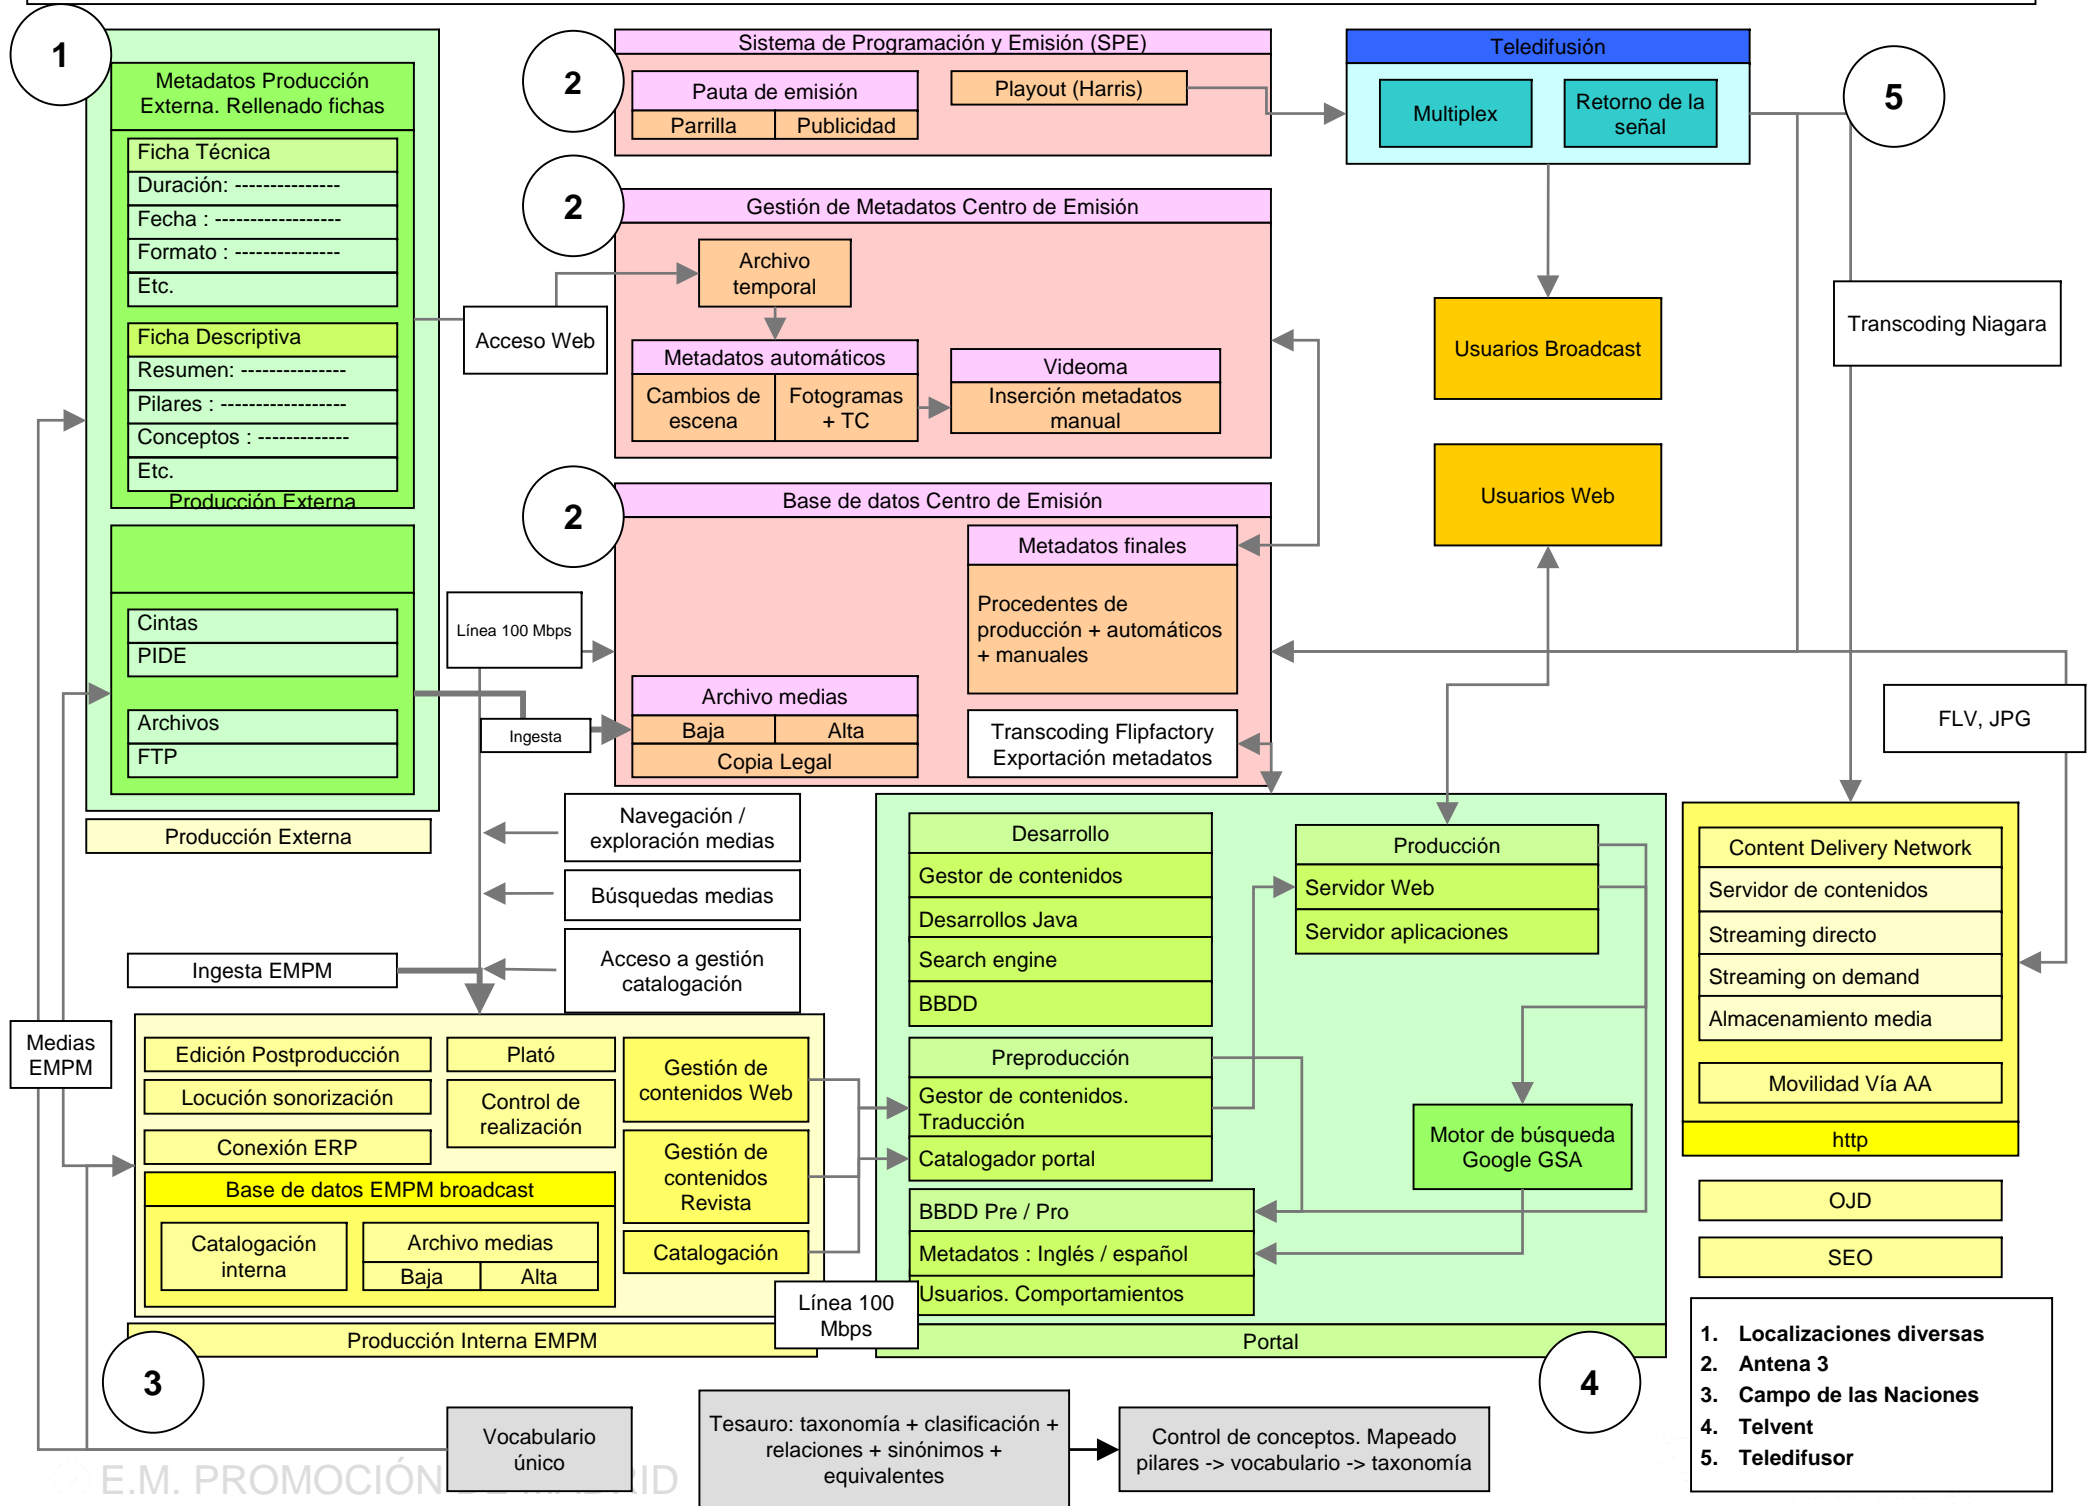 1
Metadatos Producción
Externa. Rellenado fichas
Ficha Técnica
Duración: ---------------
Fecha : ------------------
Formato : ---------------
Etc.
Ficha Descriptiva
Resumen: ---------------
Pilares : ------------------
Conceptos : -------------
Etc.
Producción Externa
Cintas
PIDE
Archivos
FTP
Producción Externa
2
Sistema de Programación y Emisión (SPE)
Pauta de emisión
Parrilla
Publicidad
Playout (Harris)
Teledifusión
Multiplex
Retorno de la
señal
5
2
Gestión de Metadatos Centro de Emisión
Archivo
temporal
Acceso Web
Metadatos automáticos
Cambios de
escena
Fotogramas
+ TC
Videoma
Inserción metadatos
manual
Usuarios Broadcast
Transcoding Niagara
Usuarios Web
2
Base de datos Centro de Emisión
Metadatos finales
Procedentes de
producción + automáticos
+ manuales
Línea 100 Mbps
Ingesta
Archivo medias
Baja
Alta
Copia Legal
Transcoding Flipfactory
Exportación metadatos
FLV, JPG
Navegación /
exploración medias
Búsquedas medias
Acceso a gestión
catalogación
Ingesta EMPM
Medias
EMPM
Edición Postproducción
Locución sonorización
Conexión ERP
Plató
Control de
realización
Gestión de
contenidos Web
Gestión de
contenidos
Revista
Catalogación
Base de datos EMPM broadcast
Catalogación
interna
Archivo medias
Baja
Alta
Producción Interna EMPM
3
Línea 100
Mbps
Desarrollo
Gestor de contenidos
Desarrollos Java
Search engine
BBDD
Preproducción
Gestor de contenidos.
Traducción
Catalogador portal
BBDD Pre / Pro
Metadatos : Inglés / español
Usuarios. Comportamientos
Producción
Servidor Web
Servidor aplicaciones
Motor de búsqueda
Google GSA
Portal
4
Content Delivery Network
Servidor de contenidos
Streaming directo
Streaming on demand
Almacenamiento media
Movilidad Vía AA
http
OJD
SEO
1. Localizaciones diversas
2. Antena 3
3. Campo de las Naciones
4. Telvent
5. Teledifusor
Vocabulario
único
Tesauro: taxonomía + clasificación +
relaciones + sinónimos +
equivalentes
Control de conceptos. Mapeado
pilares -> vocabulario -> taxonomía
E.M. PROMOCIÓN DE MADRID